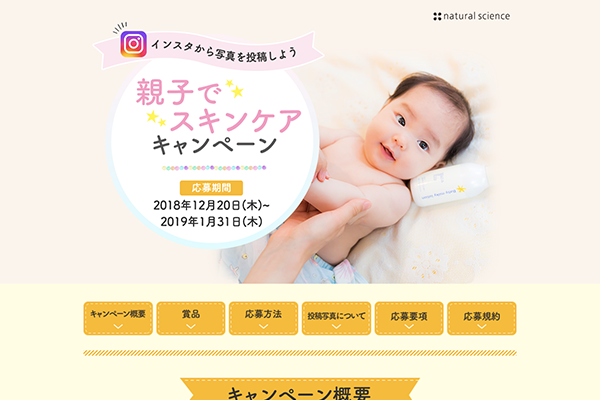 natural science
インスタから写真を投稿しよう
親子で
スキンケア
キャンペーン
応募期間
2018年12月20日(木)~
2019年1月31日(木)
キャンペーン概要
賞品
応募方法
投稿写真について
応募要項
応募規約
キャンペーン概要